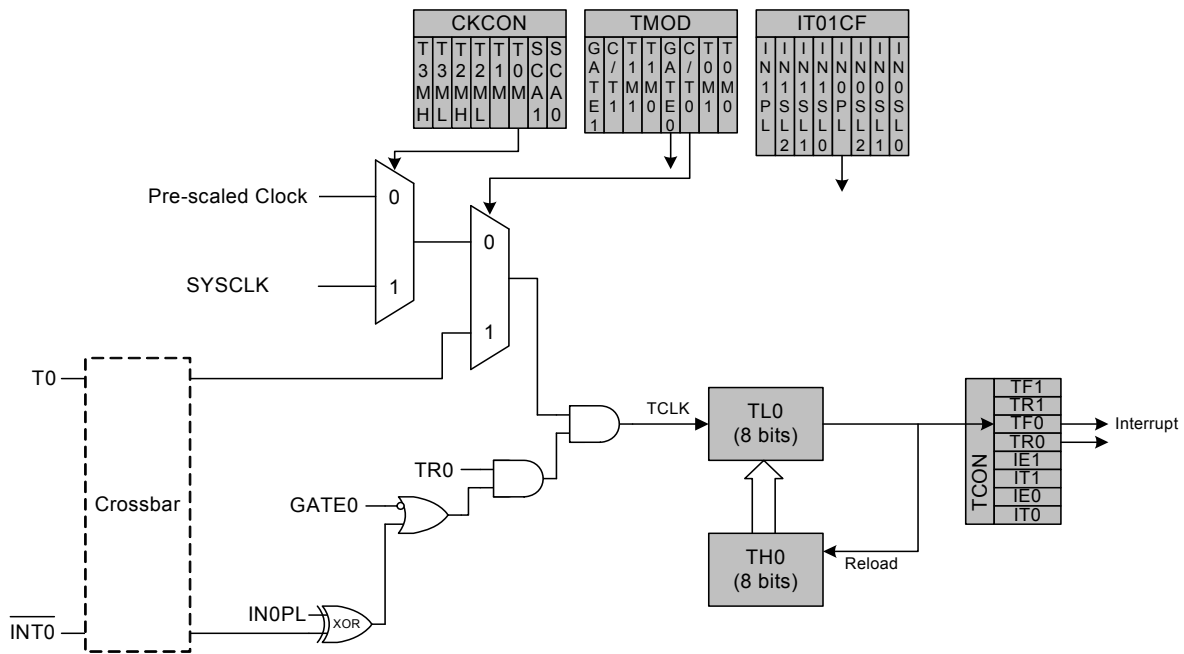 CKCON
T3MH
T3ML
T2MH
T2ML
T1M
T0M
SCA1
SCA0
TMOD
GATE1
C/T1
T1M1
T1M0
GATE0
C/T0
T0M1
T0M0
IT01CF
IN1PL
IN1SL2
IN1SL1
IN1SL0
IN0PL
IN0SL2
IN0SL1
IN0SL0
Pre-scaled Clock
0
SYSCLK
1
0
1
T0
Crossbar
INT0
GATE0
TR0
IN0PL
XOR
TCLK
TL0
(8 bits)
TH0
(8 bits)
Reload
TCON
TF1
TR1
TF0
TR0
IE1
IT1
IE0
IT0
Interrupt